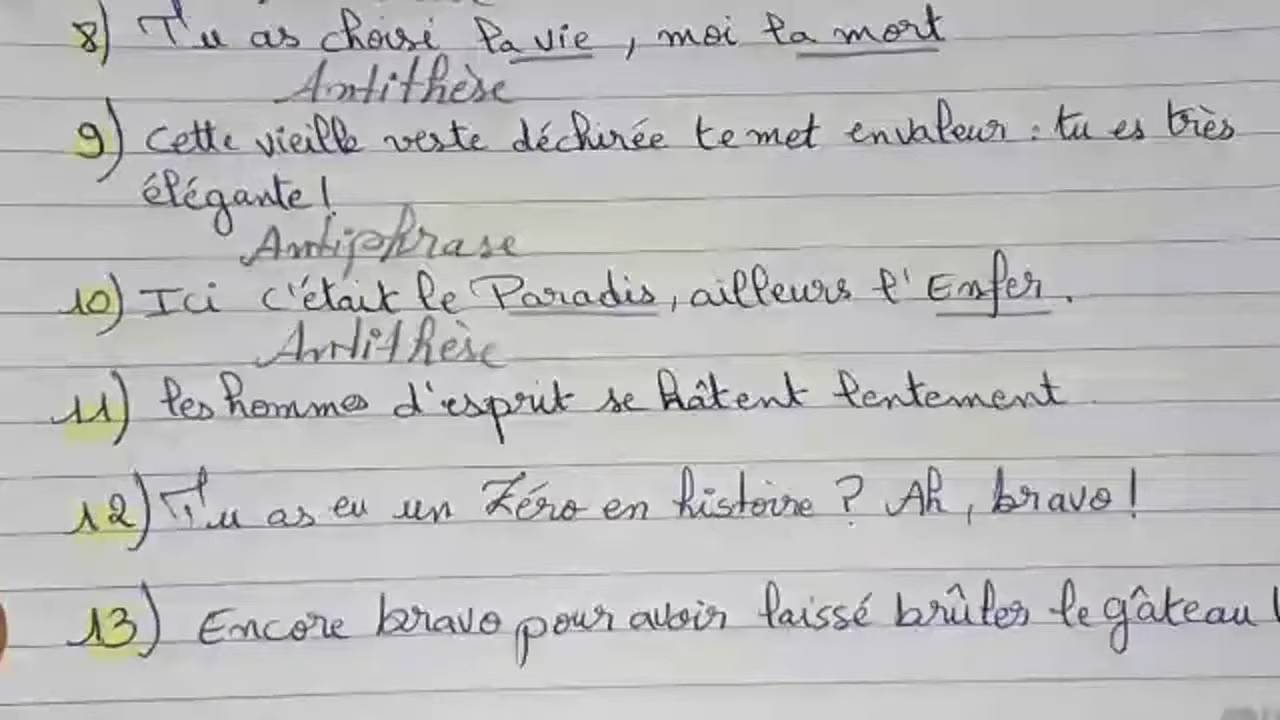 8) Tu as choisi la vie, moi la mort
Antithèse
9) Cette vieille veste déchirée te met en valeur : tu es très
élégante !
Antiphrase
10) Ici c'était le Paradis, ailleurs l'Enfer.
Antithèse
11) les hommes d'esprit se hâtent lentement
12) Tu as eu un Zéro en histoire ? Ah, bravo !
13) Encore bravo pour avoir laissé brûler le gâteau !